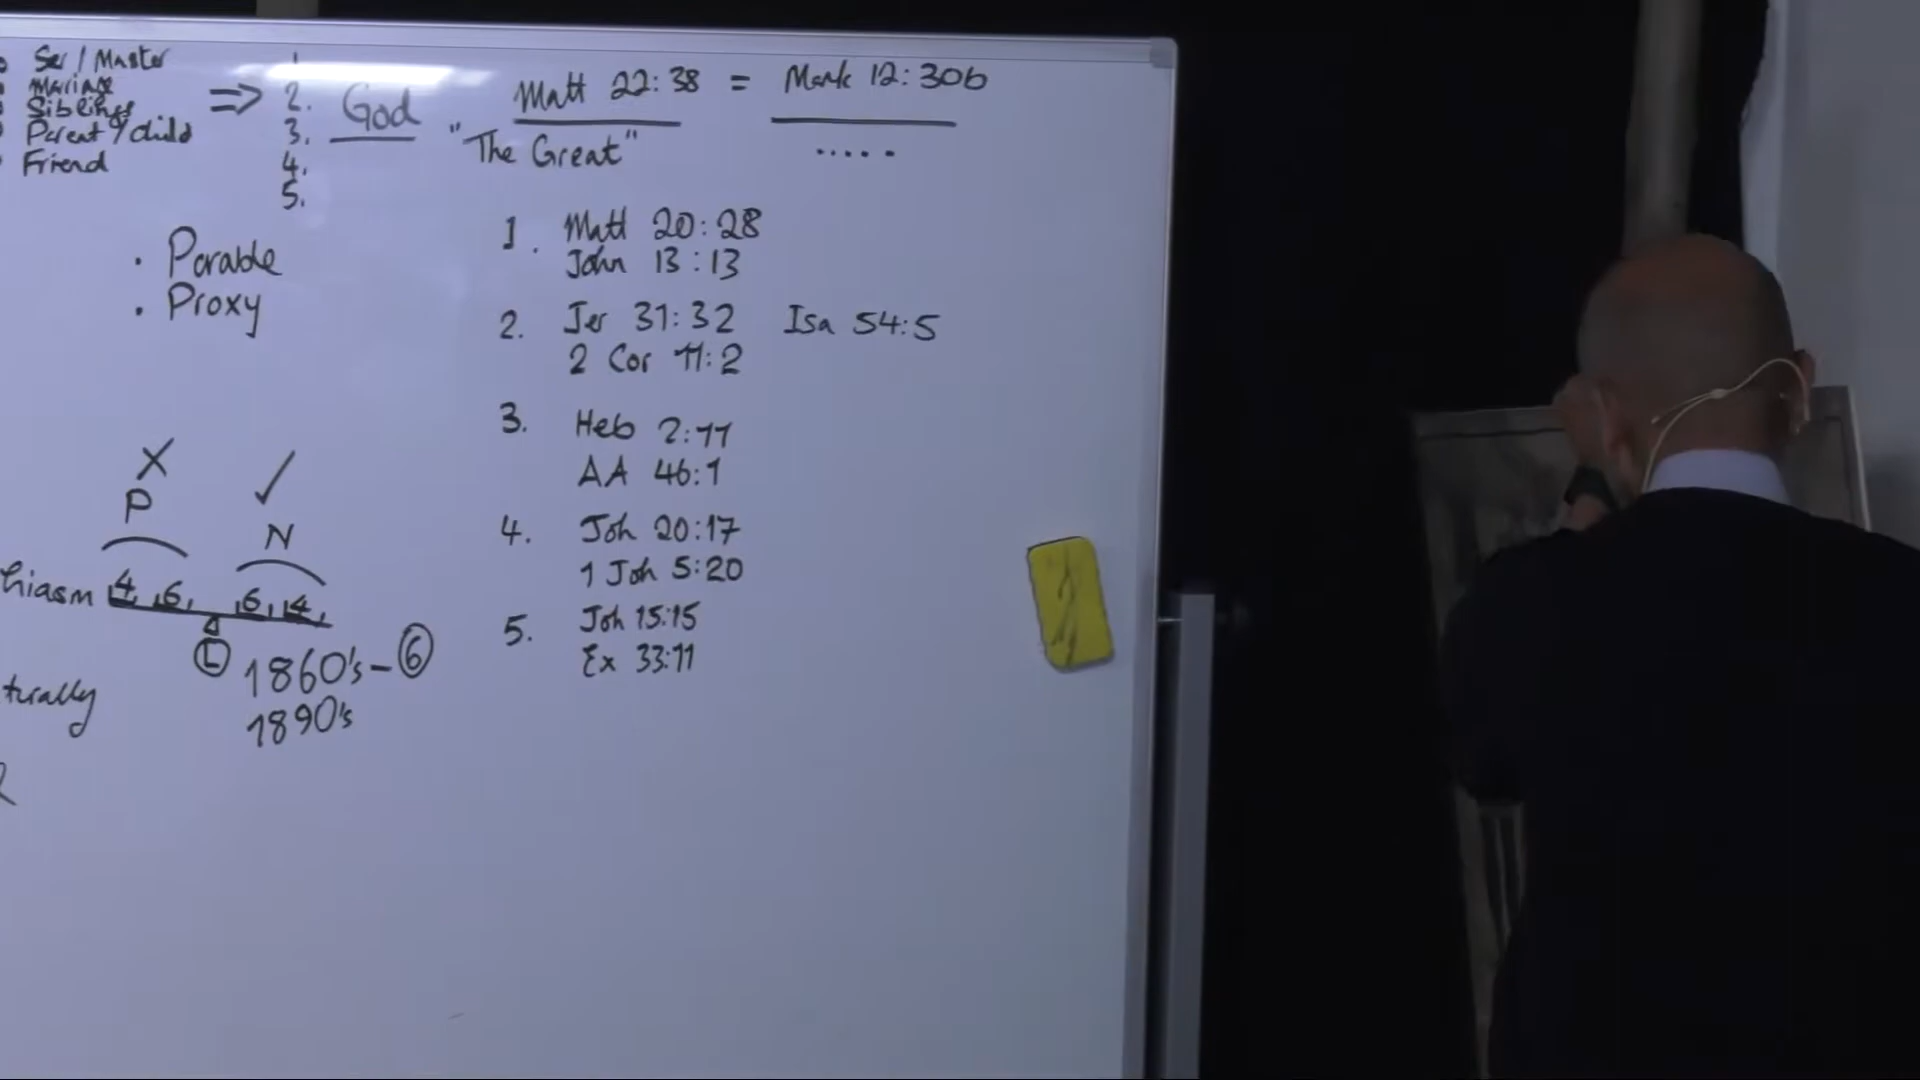 Ser / Master
Mariage
Siblings
Parent / child
Friend
⇒
1.
2.
3.
4.
5.
God
Matt 22:38 = Mark 12:30b
"The Great"
.....
• Parable
• Proxy
1. Matt 20:28
John 13:13
2. Jer 31:32 Isa 54:5
2 Cor 11:2
3. Heb 2:11
AA 46:1
4. Joh 20:17
1 Joh 5:20
5. Joh 15:15
Ex 33:11
X ✓
P N
hiasm 4, 6, 6, 4,
L 1860's - 6
1890's
turally